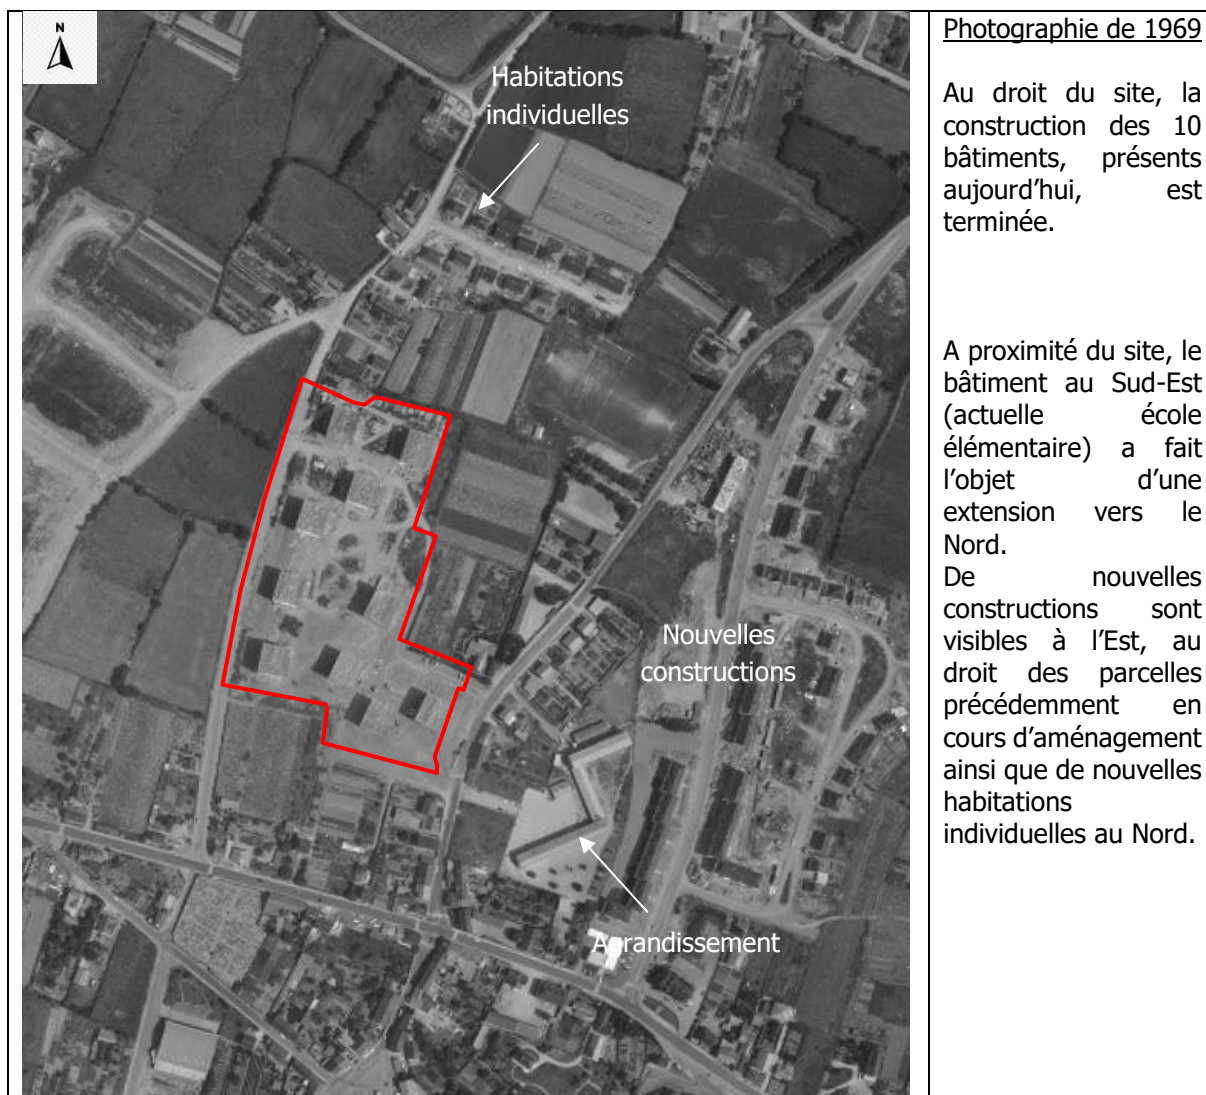 N
Habitations
individuelles
Nouvelles
constructions
Agrandissement
Photographie de 1969
Au droit du site, la
construction des 10
bâtiments, présents
aujourd’hui, est
terminée.
A proximité du site, le
bâtiment au Sud-Est
(actuelle école
élémentaire) a fait
l’objet d’une
extension vers le
Nord.
De nouvelles
constructions sont
visibles à l’Est, au
droit des parcelles
précédemment en
cours d’aménagement
ainsi que de nouvelles
habitations
individuelles au Nord.